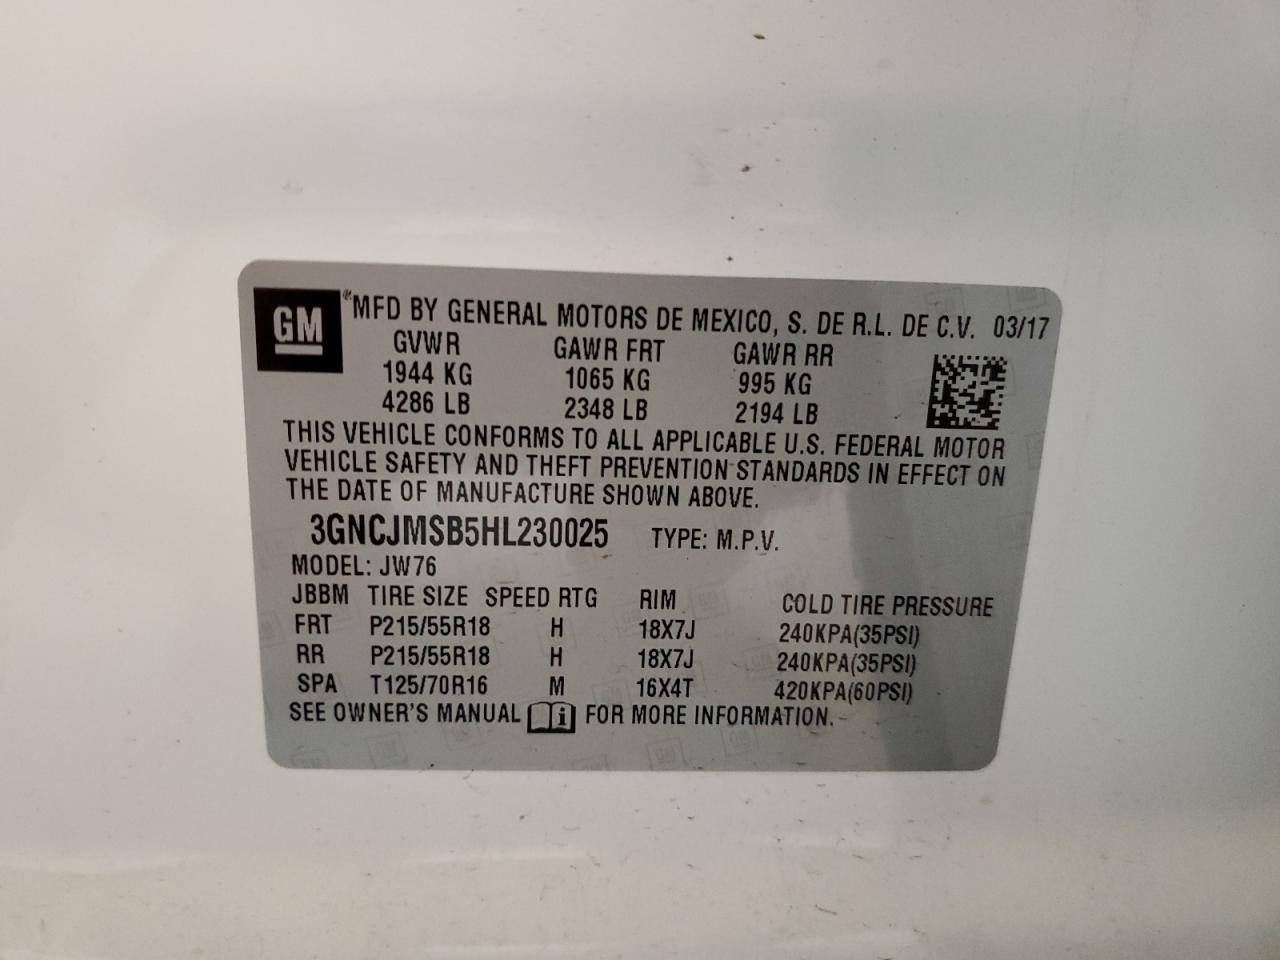 GM
MFD BY GENERAL MOTORS DE MEXICO, S. DE R.L. DE C.V. 03/17
GVWR GAWR FRT GAWR RR
1944 KG 1065 KG 995 KG
4286 LB 2348 LB 2194 LB
THIS VEHICLE CONFORMS TO ALL APPLICABLE U.S. FEDERAL MOTOR
VEHICLE SAFETY AND THEFT PREVENTION STANDARDS IN EFFECT ON
THE DATE OF MANUFACTURE SHOWN ABOVE.
3GNCJMSB5HL230025 TYPE: M.P.V.
MODEL: JW76
JBBM TIRE SIZE SPEED RTG RIM COLD TIRE PRESSURE
FRT P215/55R18 H 18X7J 240KPA(35PSI)
RR P215/55R18 H 18X7J 240KPA(35PSI)
SPA T125/70R16 M 16X4T 420KPA(60PSI)
SEE OWNER'S MANUAL i FOR MORE INFORMATION.